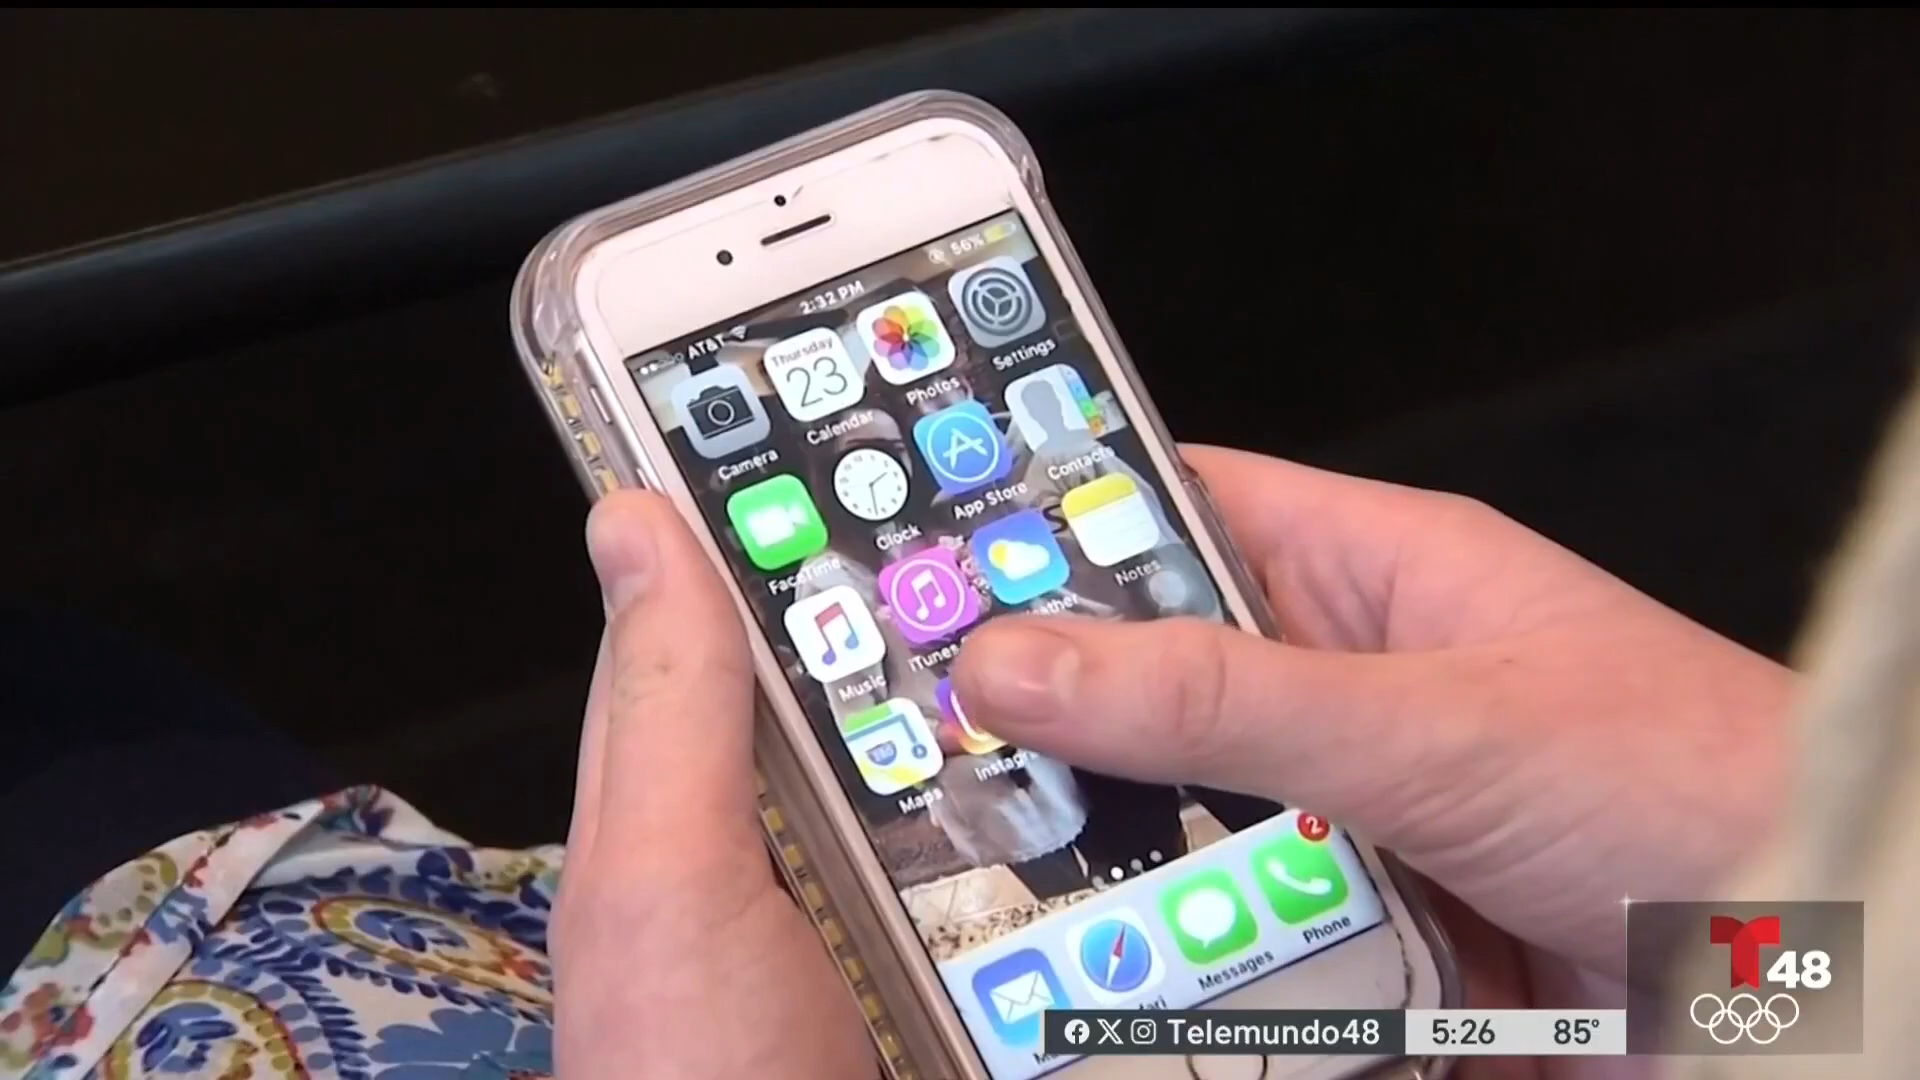 56%
2:32 PM
AT&T
Camera
Thursday
23
Calendar
Photos
Settings
FaceTime
Clock
App Store
Contacts
Music
iTunes
Notes
Maps
2
Messages
Phone
Telemundo48
5:26
85°
48